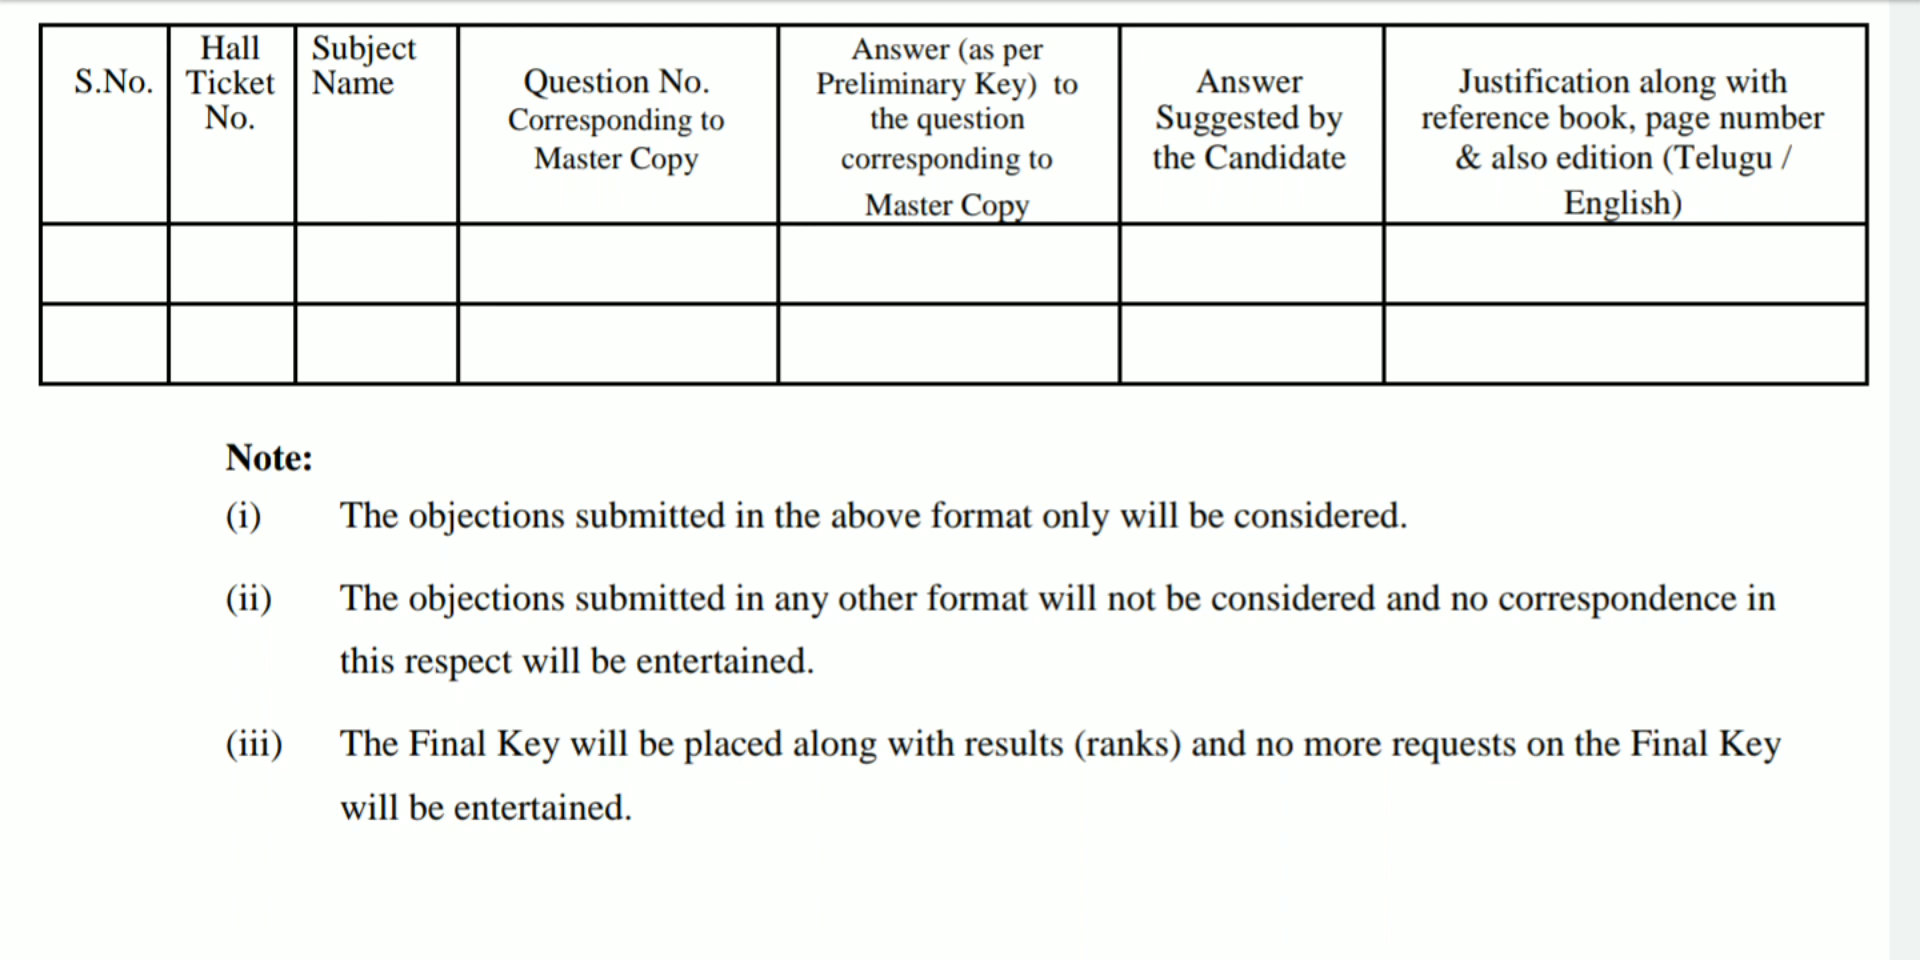 S.No.
Hall
Ticket
No.
Subject
Name
Question No.
Corresponding to
Master Copy
Answer (as per
Preliminary Key) to
the question
corresponding to
Master Copy
Answer
Suggested by
the Candidate
Justification along with
reference book, page number
& also edition (Telugu /
English)
Note:
(i) The objections submitted in the above format only will be considered.
(ii) The objections submitted in any other format will not be considered and no correspondence in
this respect will be entertained.
(iii) The Final Key will be placed along with results (ranks) and no more requests on the Final Key
will be entertained.